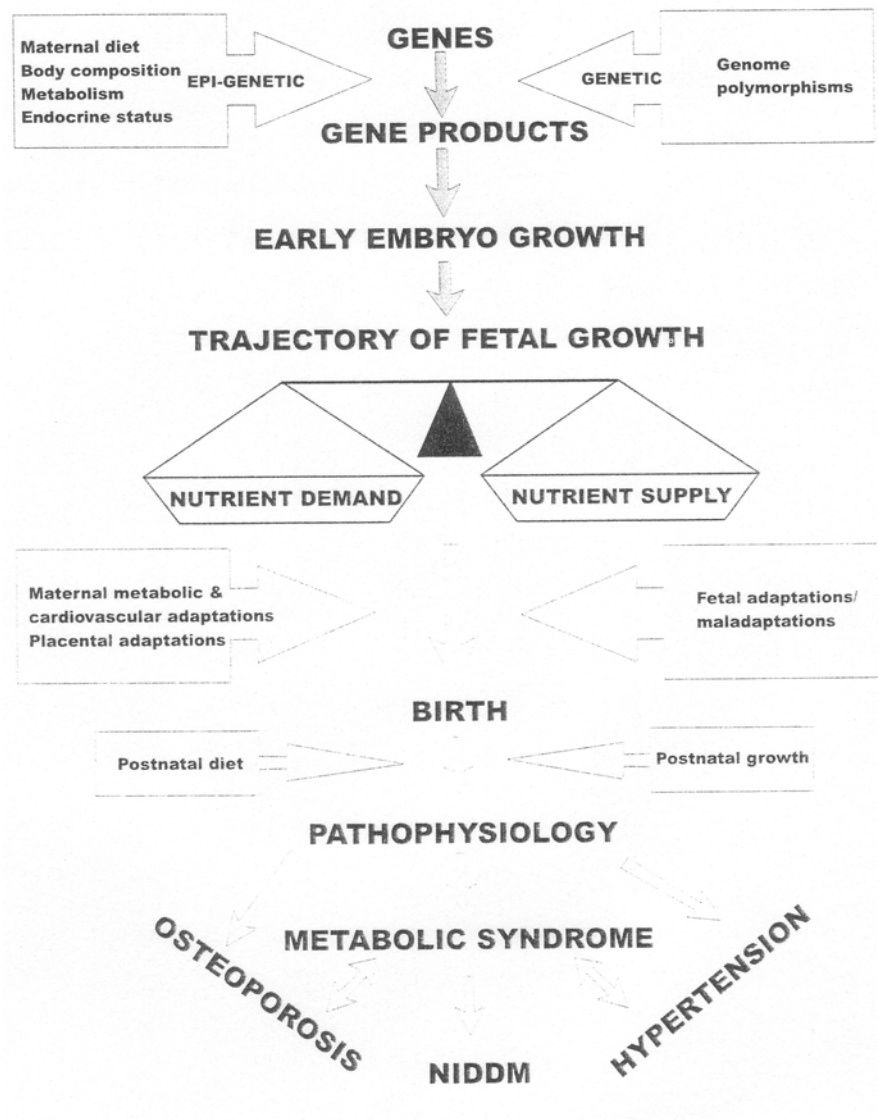 GENES
Maternal diet
Body composition
Metabolism
Endocrine status
EPI-GENETIC
GENETIC
Genome
polymorphisms
GENE PRODUCTS
EARLY EMBRYO GROWTH
TRAJECTORY OF FETAL GROWTH
NUTRIENT DEMAND
NUTRIENT SUPPLY
Maternal metabolic &
cardiovascular adaptations
Placental adaptations
Fetal adaptations/
maladaptations
BIRTH
Postnatal diet
Postnatal growth
PATHOPHYSIOLOGY
OSTEOPOROSIS
METABOLIC SYNDROME
HYPERTENSION
NIDDM